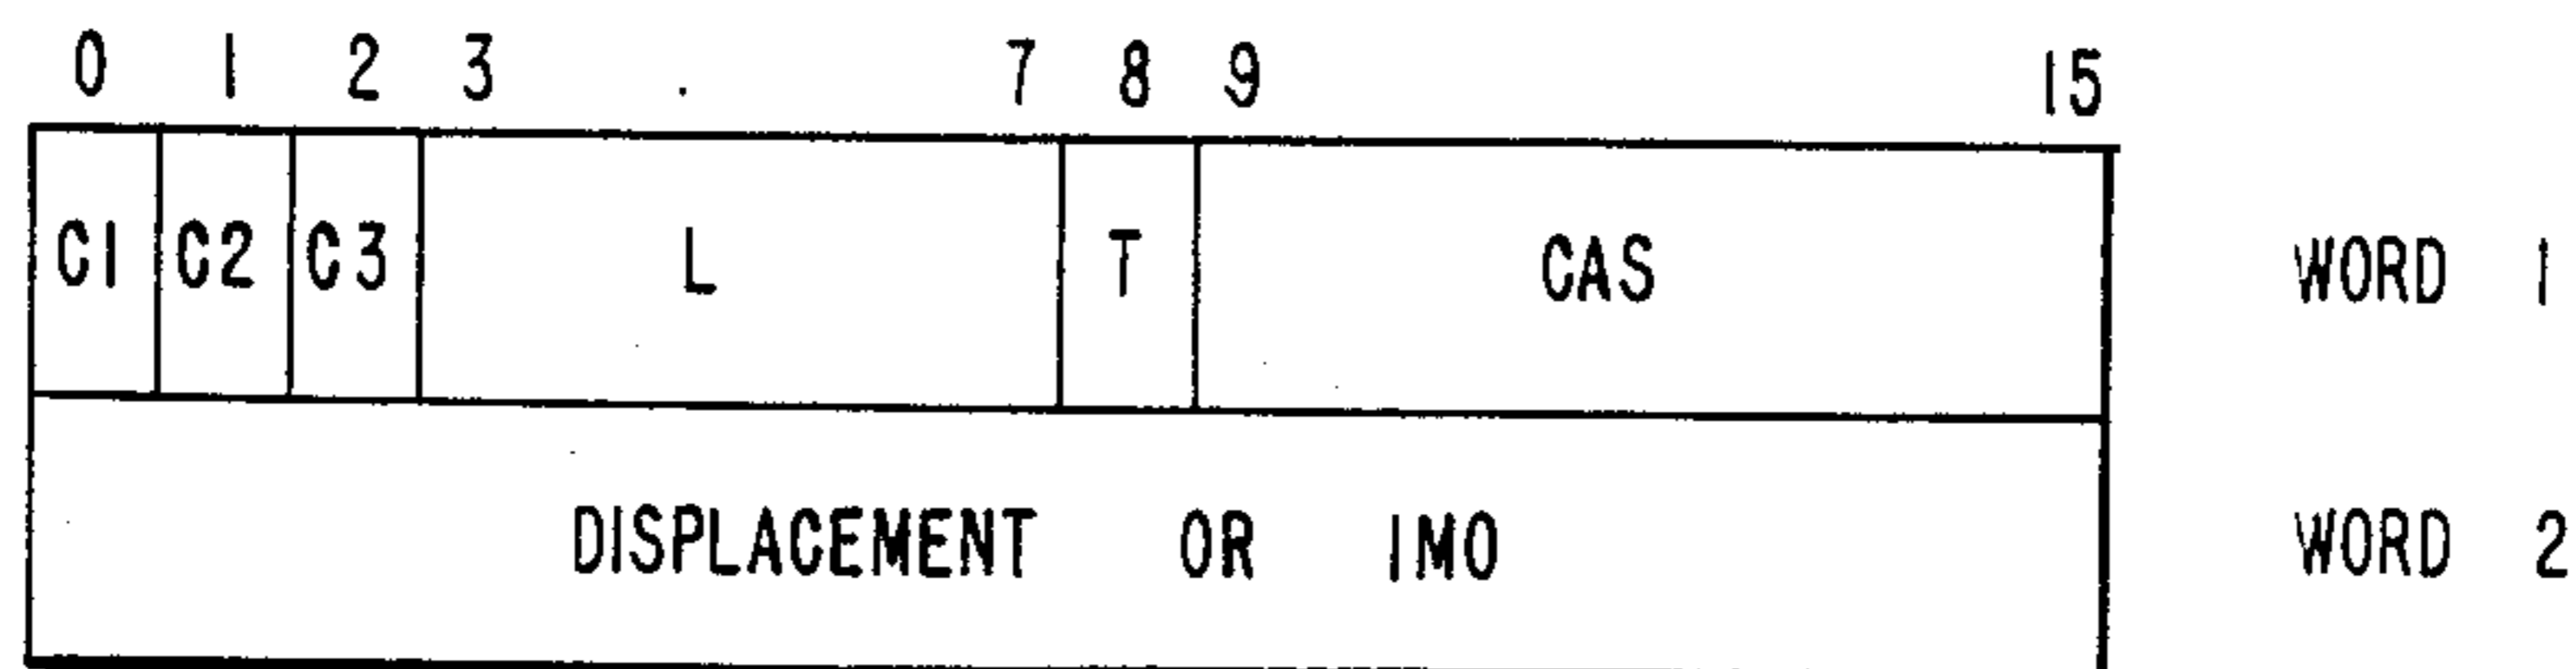 0 1 2 3 7 8 9 15
C1 C2 C3 L T CAS WORD 1
DISPLACEMENT OR IMO WORD 2